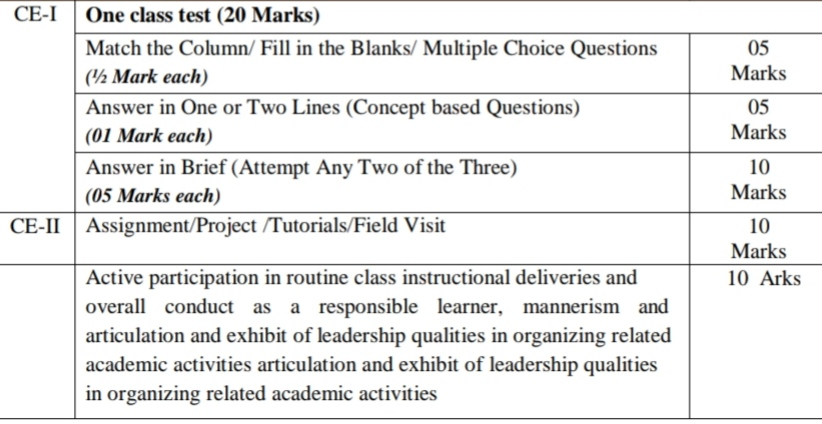 CE-I One class test (20 Marks)
Match the Column/ Fill in the Blanks/ Multiple Choice Questions 05
(½ Mark each) Marks
Answer in One or Two Lines (Concept based Questions) 05
(01 Mark each) Marks
Answer in Brief (Attempt Any Two of the Three) 10
(05 Marks each) Marks
CE-II Assignment/Project /Tutorials/Field Visit 10
Marks
Active participation in routine class instructional deliveries and 10 Arks
overall conduct as a responsible learner, mannerism and
articulation and exhibit of leadership qualities in organizing related
academic activities articulation and exhibit of leadership qualities
in organizing related academic activities